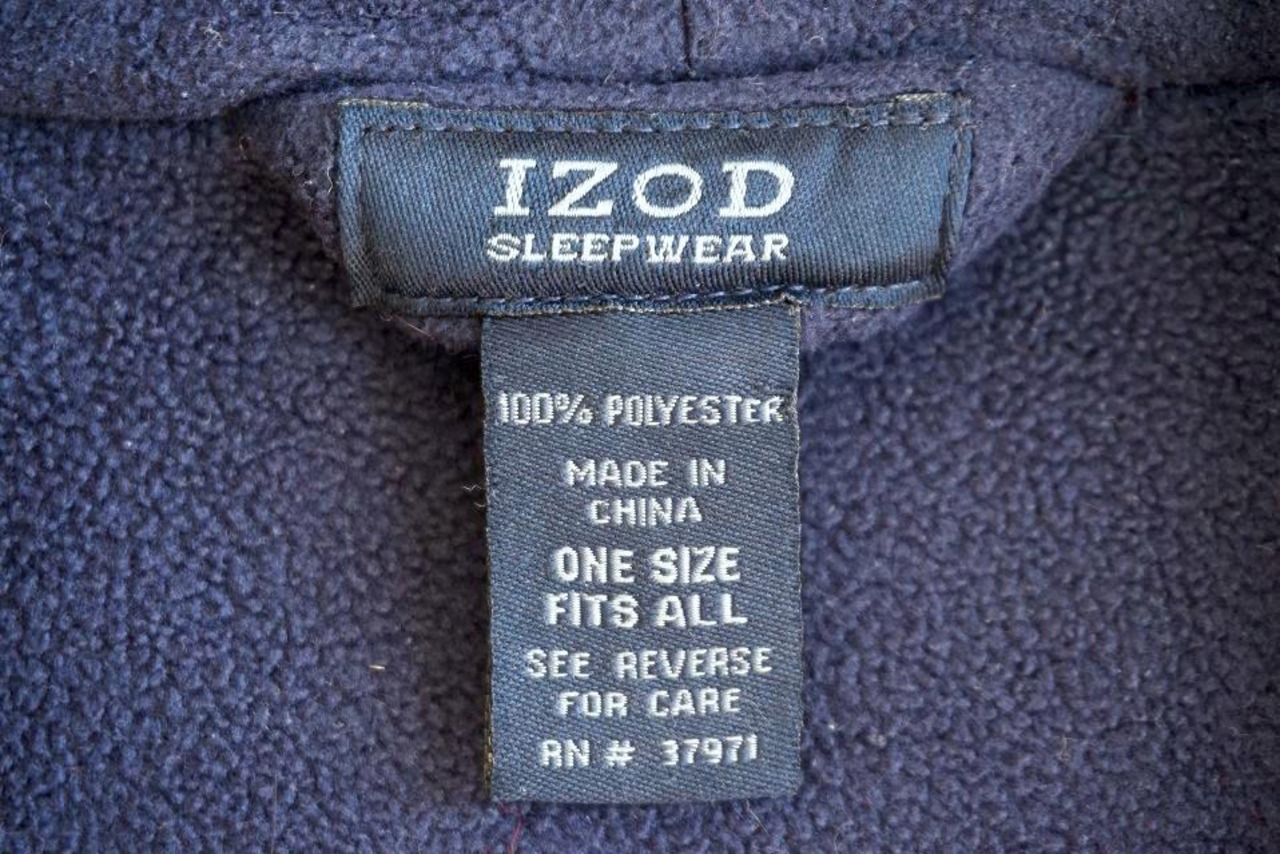 IZOD
SLEEPWEAR
100% POLYESTER
MADE IN
CHINA
ONE SIZE
FITS ALL
SEE REVERSE
FOR CARE
RN # 37971